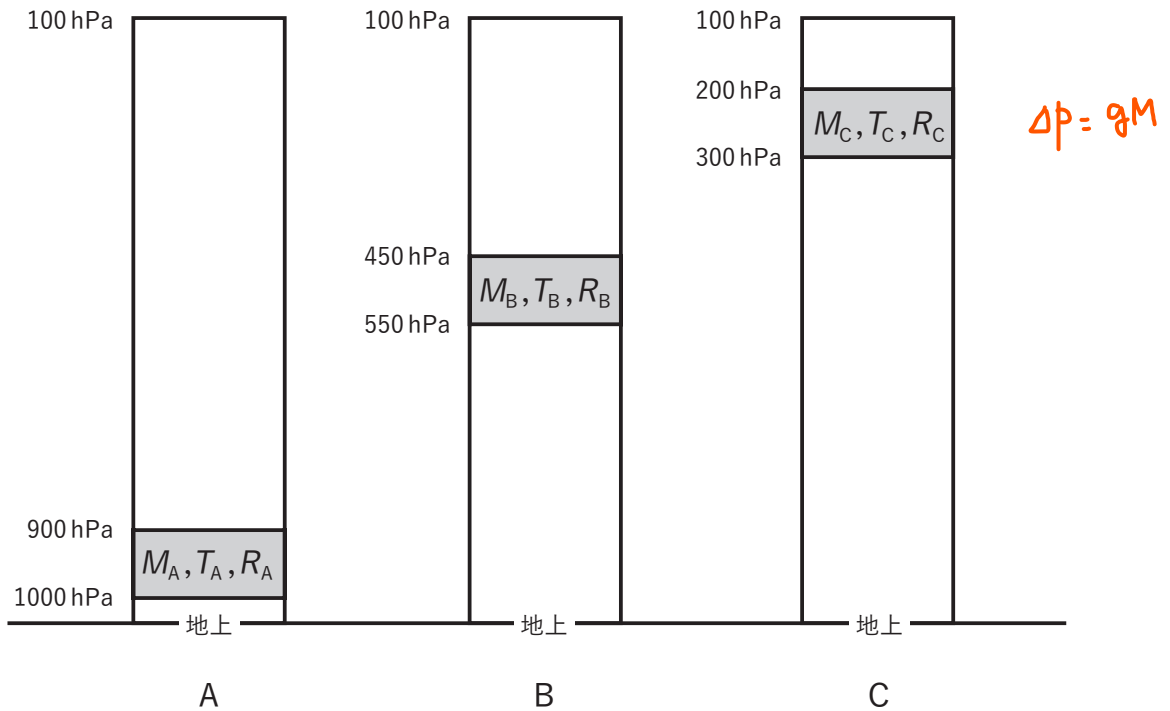 100 hPa
900 hPa
1000 hPa
M_A, T_A, R_A
地上
A
100 hPa
450 hPa
550 hPa
M_B, T_B, R_B
地上
B
100 hPa
200 hPa
300 hPa
M_C, T_C, R_C
地上
C
Δp = gM